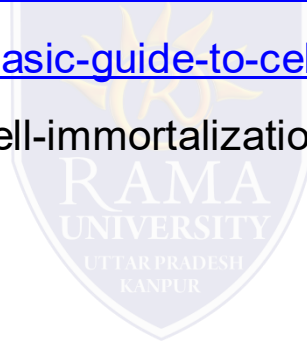 asic-guide-to-cel
ell-immortalizatio
RAMA
UNIVERSITY
UTTAR PRADESH
KANPUR